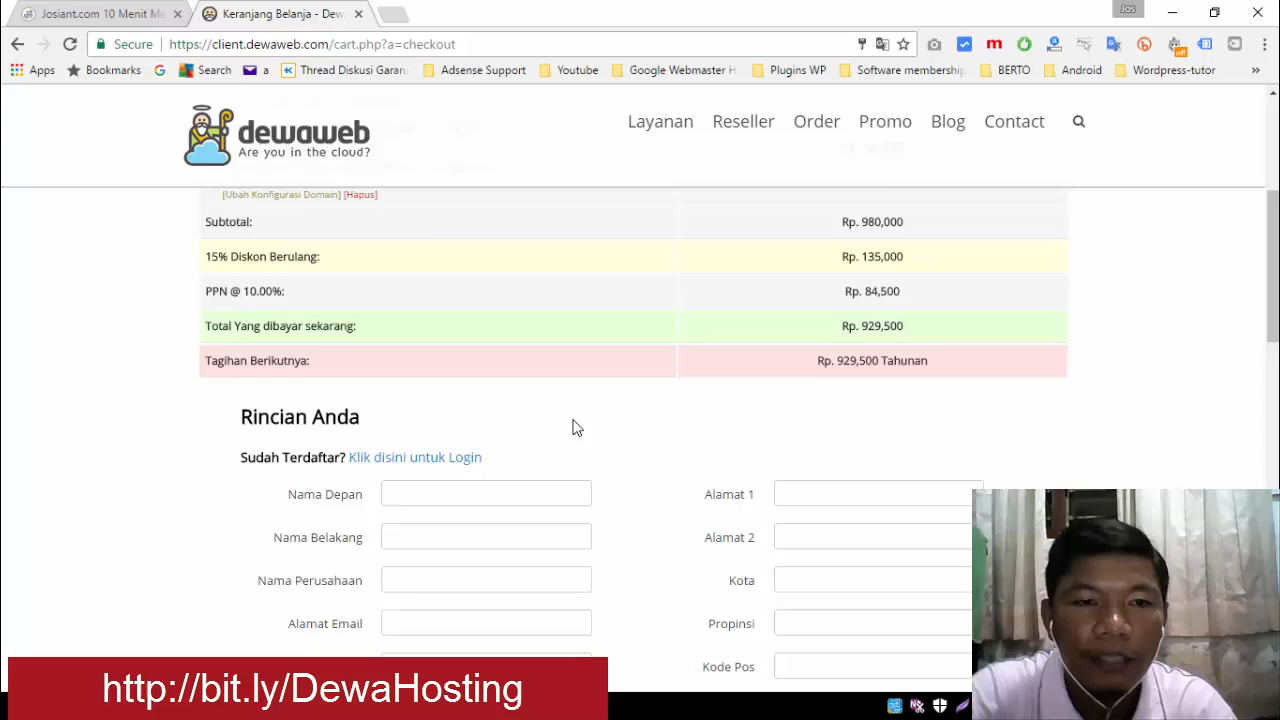 Josiant.com 10 Menit Me
Keranjang Belanja - Dewa
Jos
Secure
https://client.dewaweb.com/cart.php?a=checkout
Apps
Bookmarks
Search
a
Thread Diskusi Garans
Adsense Support
Youtube
Google Webmaster H
Plugins WP
Software membership
BERTO
Android
Wordpress-tutor
dewaweb
Are you in the cloud?
Layanan
Reseller
Order
Promo
Blog
Contact
[Ubah Konfigurasi Domain] [Hapus]
Subtotal: Rp. 980,000
15% Diskon Berulang: Rp. 135,000
PPN @ 10.00%: Rp. 84,500
Total Yang dibayar sekarang: Rp. 929,500
Tagihan Berikutnya: Rp. 929,500 Tahunan
Rincian Anda
Sudah Terdaftar? Klik disini untuk Login
Nama Depan
Alamat 1
Nama Belakang
Alamat 2
Nama Perusahaan
Kota
Alamat Email
Propinsi
Kode Pos
http://bit.ly/DewaHosting